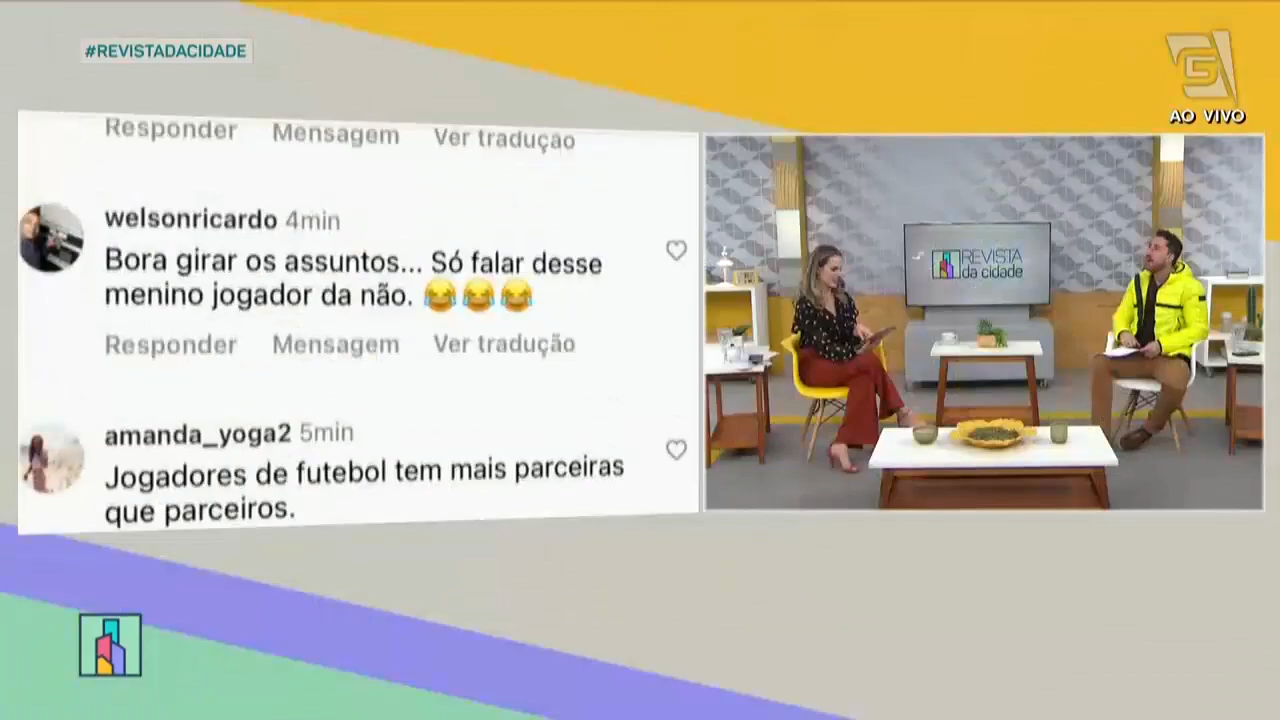 #REVISTADACIDADE
AO VIVO
Responder Mensagem Ver tradução
welsonricardo 4min
Bora girar os assuntos... Só falar desse
menino jogador da não. 😂😂😂
Responder Mensagem Ver tradução
amanda_yoga2 5min
Jogadores de futebol tem mais parceiras
que parceiros.
REVISTA
da cidade